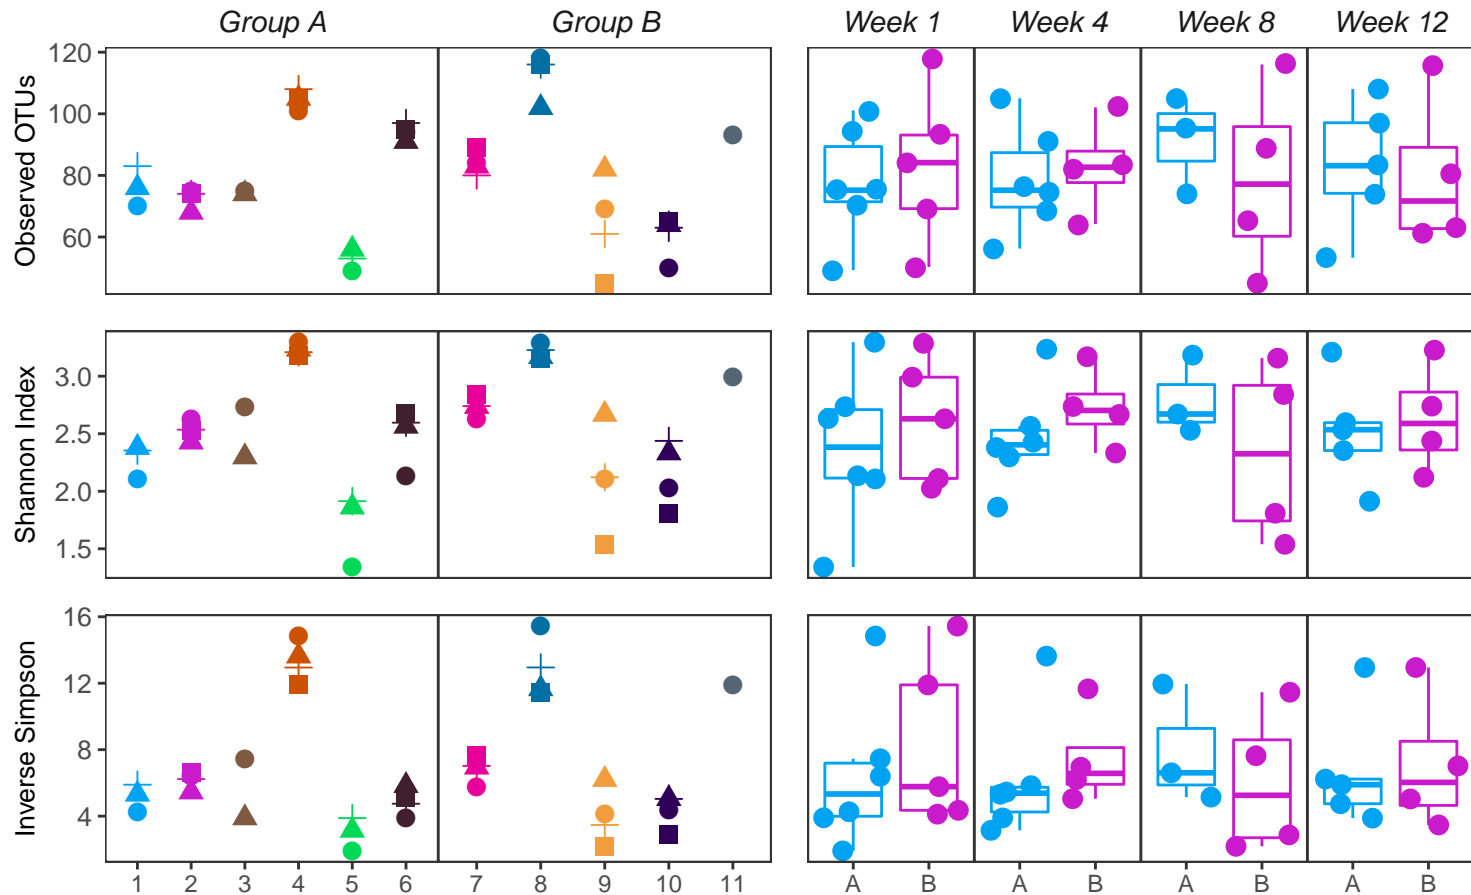 Group A Group B Week 1 Week 4 Week 8 Week 12
Observed OTUs
120
100
80
60
Shannon Index
3.0
2.5
2.0
1.5
Inverse Simpson
16
12
8
4
1 2 3 4 5 6 7 8 9 10 11 A B A B A B A B